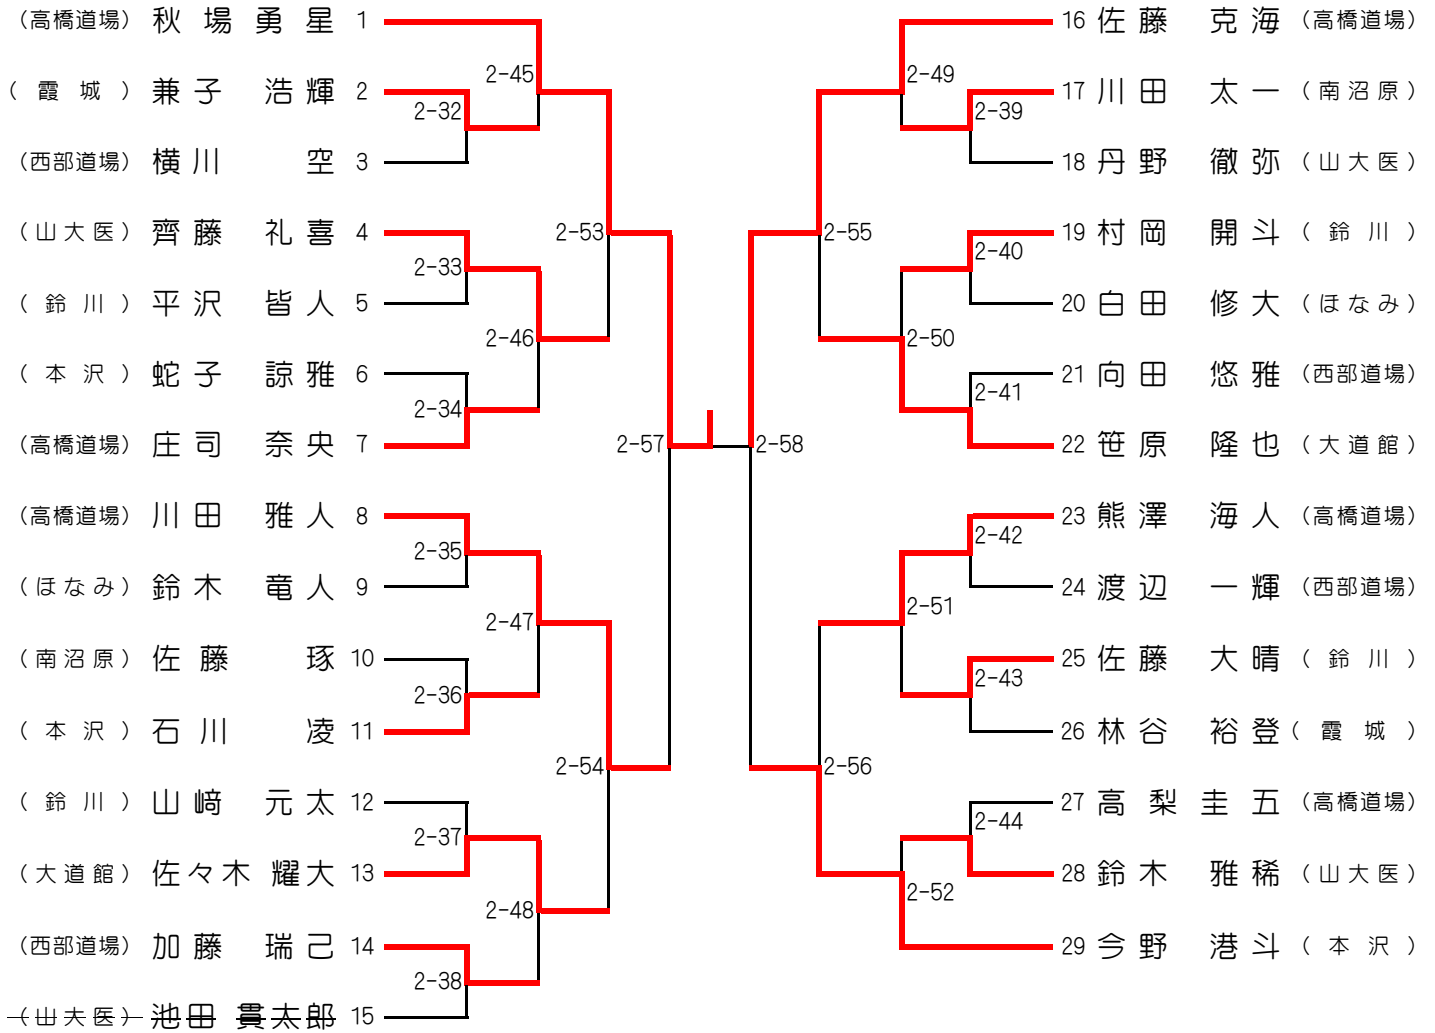 (高橋道場) 秋場勇星 1
2-45
(霞城) 兼子 浩輝 2
2-32
(西部道場) 横川 空 3
(山大医) 齊藤 礼喜 4
2-53
2-33
(鈴川) 平沢 皆人 5
2-46
(本沢) 蛇子 諒雅 6
2-34
(高橋道場) 庄司 奈央 7
2-57
(高橋道場) 川田 雅人 8
2-35
(ほなみ) 鈴木 竜人 9
2-47
(南沼原) 佐藤 琢 10
2-36
(本沢) 石川 凌 11
2-54
(鈴川) 山﨑 元太 12
2-37
(大道館) 佐々木 耀大 13
2-48
(西部道場) 加藤 瑞己 14
2-38
(山大医) 池田 貫太郎 15
16 佐藤 克海 (高橋道場)
2-49
17 川田 太一 (南沼原)
2-39
18 丹野 徹弥 (山大医)
19 村岡 開斗 (鈴川)
2-55
2-40
20 白田 修大 (ほなみ)
2-50
21 向田 悠雅 (西部道場)
2-41
22 笹原 隆也 (大道館)
2-58
23 熊澤 海人 (高橋道場)
2-42
24 渡辺 一輝 (西部道場)
2-51
25 佐藤 大晴 (鈴川)
2-43
26 林谷 裕登 (霞城)
2-56
27 高梨圭五 (高橋道場)
2-44
28 鈴木 雅稀 (山大医)
2-52
29 今野 港斗 (本沢)